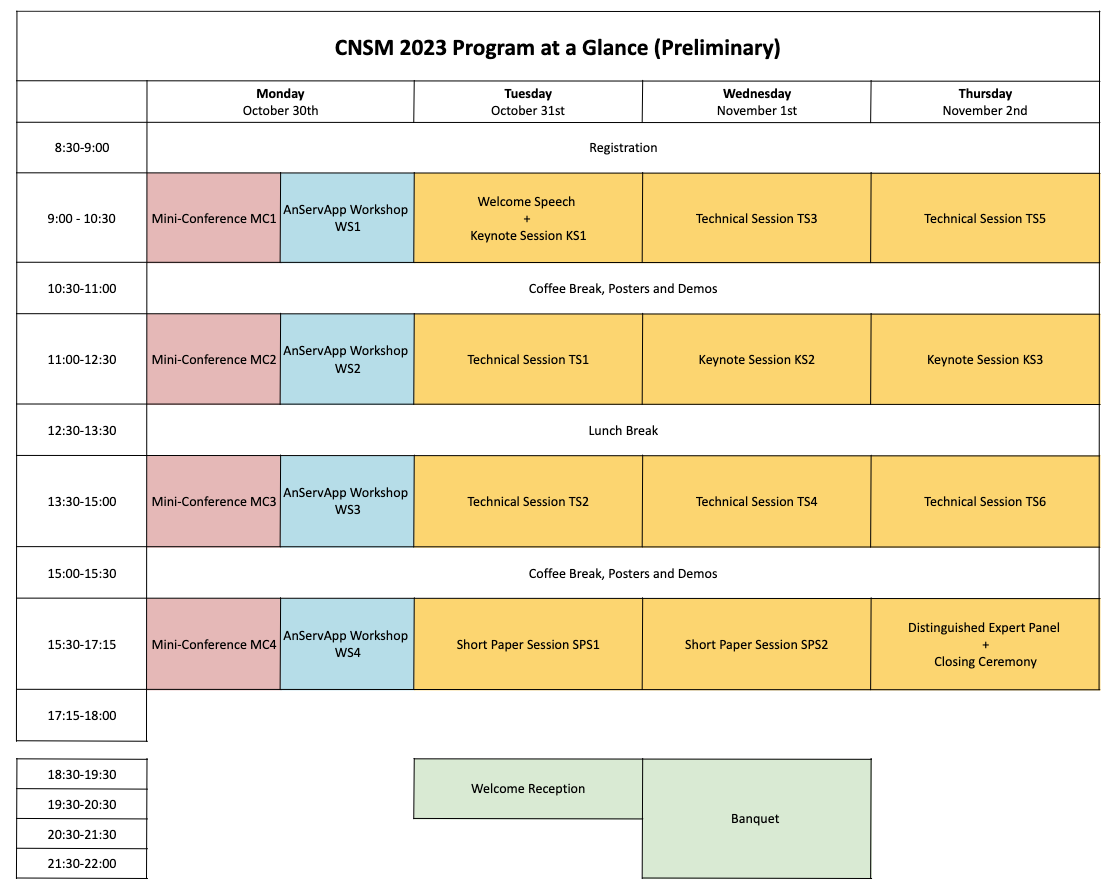 CNSM 2023 Program at a Glance (Preliminary)
Monday
October 30th
Tuesday
October 31st
Wednesday
November 1st
Thursday
November 2nd
8:30-9:00
Registration
9:00 - 10:30
Mini-Conference MC1
AnServApp Workshop
WS1
Welcome Speech
+
Keynote Session KS1
Technical Session TS3
Technical Session TS5
10:30-11:00
Coffee Break, Posters and Demos
11:00-12:30
Mini-Conference MC2
AnServApp Workshop
WS2
Technical Session TS1
Keynote Session KS2
Keynote Session KS3
12:30-13:30
Lunch Break
13:30-15:00
Mini-Conference MC3
AnServApp Workshop
WS3
Technical Session TS2
Technical Session TS4
Technical Session TS6
15:00-15:30
Coffee Break, Posters and Demos
15:30-17:15
Mini-Conference MC4
AnServApp Workshop
WS4
Short Paper Session SPS1
Short Paper Session SPS2
Distinguished Expert Panel
+
Closing Ceremony
17:15-18:00
18:30-19:30
19:30-20:30
20:30-21:30
21:30-22:00
Welcome Reception
Banquet